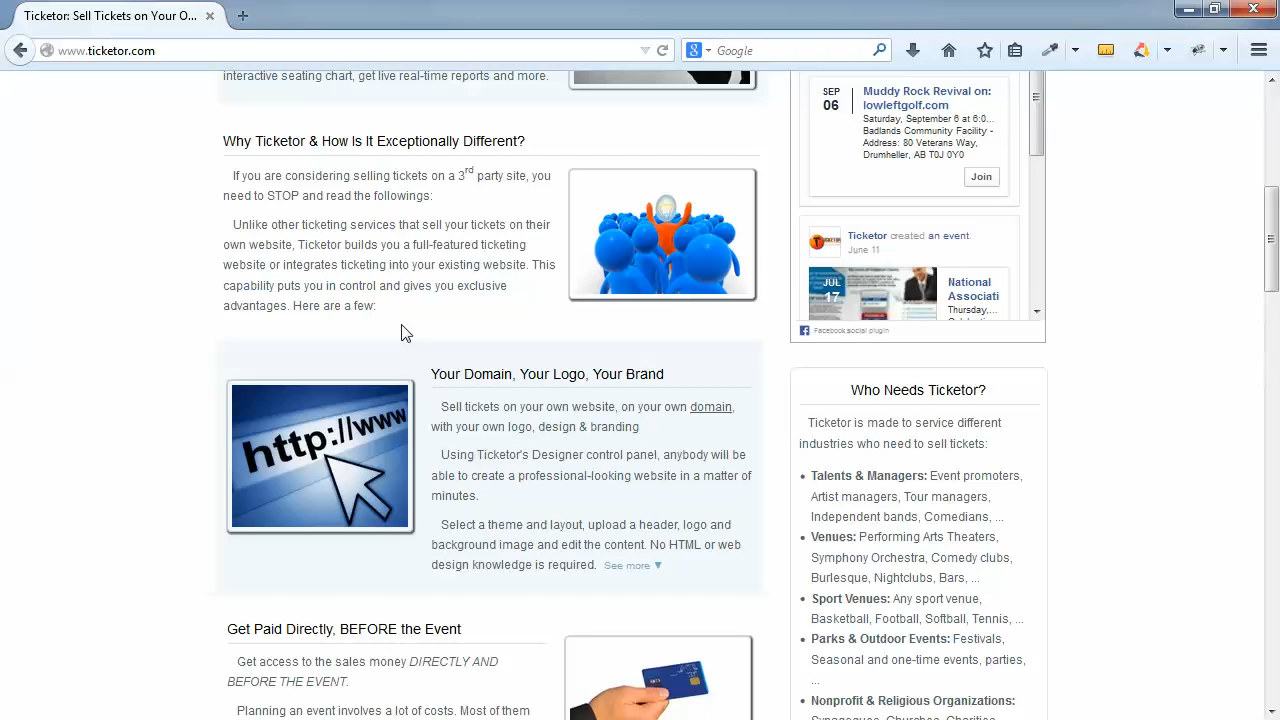 Ticketor: Sell Tickets on Your O...
www.ticketor.com
Google
interactive seating chart, get live real-time reports and more.
Why Ticketor & How Is It Exceptionally Different?
If you are considering selling tickets on a 3rd party site, you
need to STOP and read the followings:
Unlike other ticketing services that sell your tickets on their
own website, Ticketor builds you a full-featured ticketing
website or integrates ticketing into your existing website. This
capability puts you in control and gives you exclusive
advantages. Here are a few:
http://www
Your Domain, Your Logo, Your Brand
Sell tickets on your own website, on your own domain,
with your own logo, design & branding
Using Ticketor's Designer control panel, anybody will be
able to create a professional-looking website in a matter of
minutes.
Select a theme and layout, upload a header, logo and
background image and edit the content. No HTML or web
design knowledge is required. See more ▼
Get Paid Directly, BEFORE the Event
Get access to the sales money DIRECTLY AND
BEFORE THE EVENT.
Planning an event involves a lot of costs. Most of them
SEP
06
Muddy Rock Revival on:
lowleftgolf.com
Saturday, September 6 at 6:0...
Badlands Community Facility -
Address: 80 Veterans Way,
Drumheller, AB T0J 0Y0
Join
Ticketor created an event.
June 11
JUL
17
National
Associati
Thursday,...
Facebook social plugin
Who Needs Ticketor?
Ticketor is made to service different
industries who need to sell tickets:
• Talents & Managers: Event promoters,
Artist managers, Tour managers,
Independent bands, Comedians, ...
• Venues: Performing Arts Theaters,
Symphony Orchestra, Comedy clubs,
Burlesque, Nightclubs, Bars, ...
• Sport Venues: Any sport venue,
Basketball, Football, Softball, Tennis, ...
• Parks & Outdoor Events: Festivals,
Seasonal and one-time events, parties,
...
• Nonprofit & Religious Organizations: